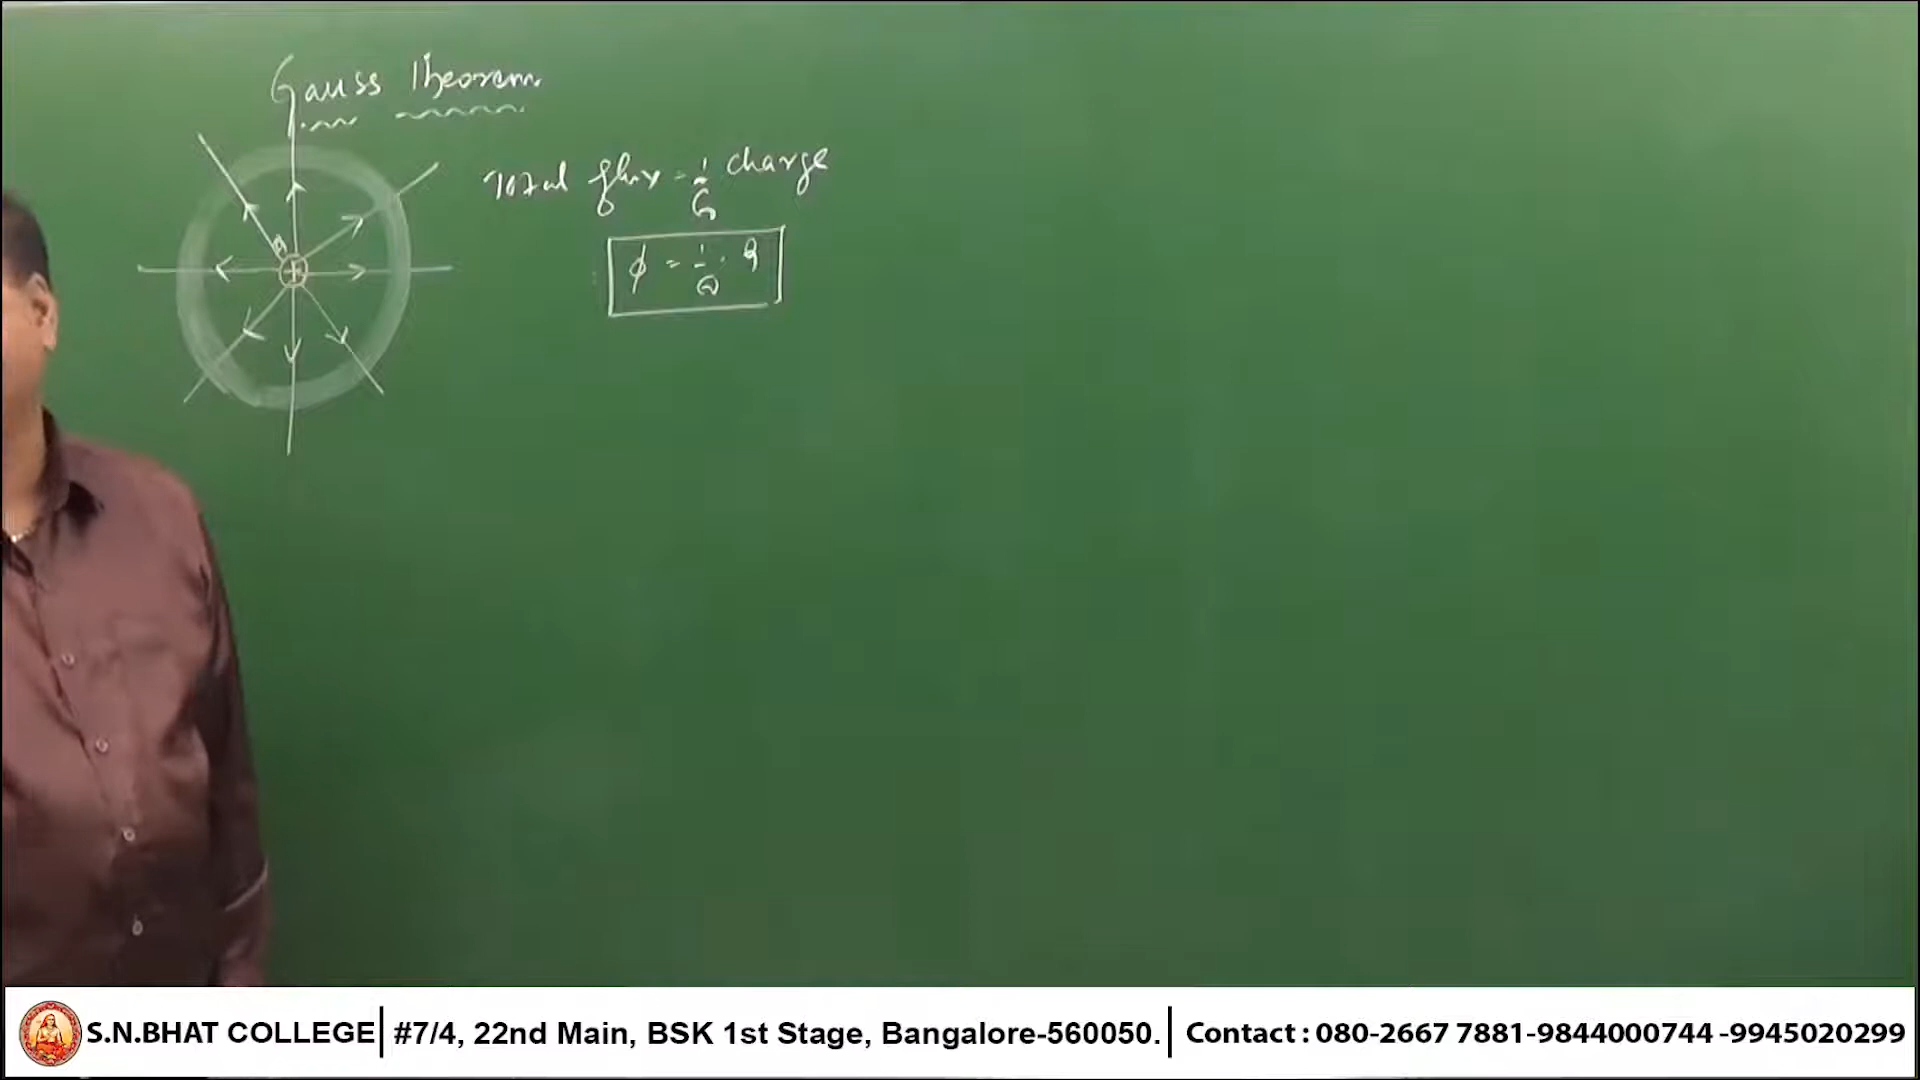 Gauss Theorem
Total flux = 1/ε₀ charge
ϕ = 1/ε₀ · q
q
+
S.N.BHAT COLLEGE | #7/4, 22nd Main, BSK 1st Stage, Bangalore-560050. | Contact : 080-2667 7881-9844000744 -9945020299